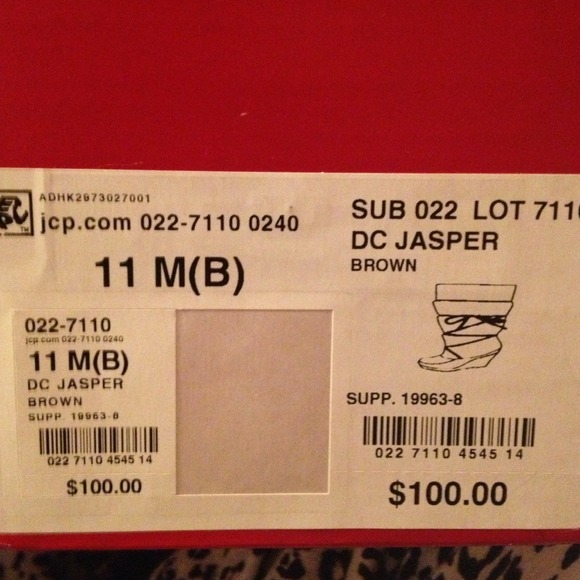 ADHK2973027001
jcp.com 022-7110 0240
11 M(B)
022-7110
jcp.com 022-7110 0240
11 M(B)
DC JASPER
BROWN
SUPP. 19963-8
022 7110 4545 14
$100.00
SUB 022 LOT 7110
DC JASPER
BROWN
SUPP. 19963-8
022 7110 4545 14
$100.00